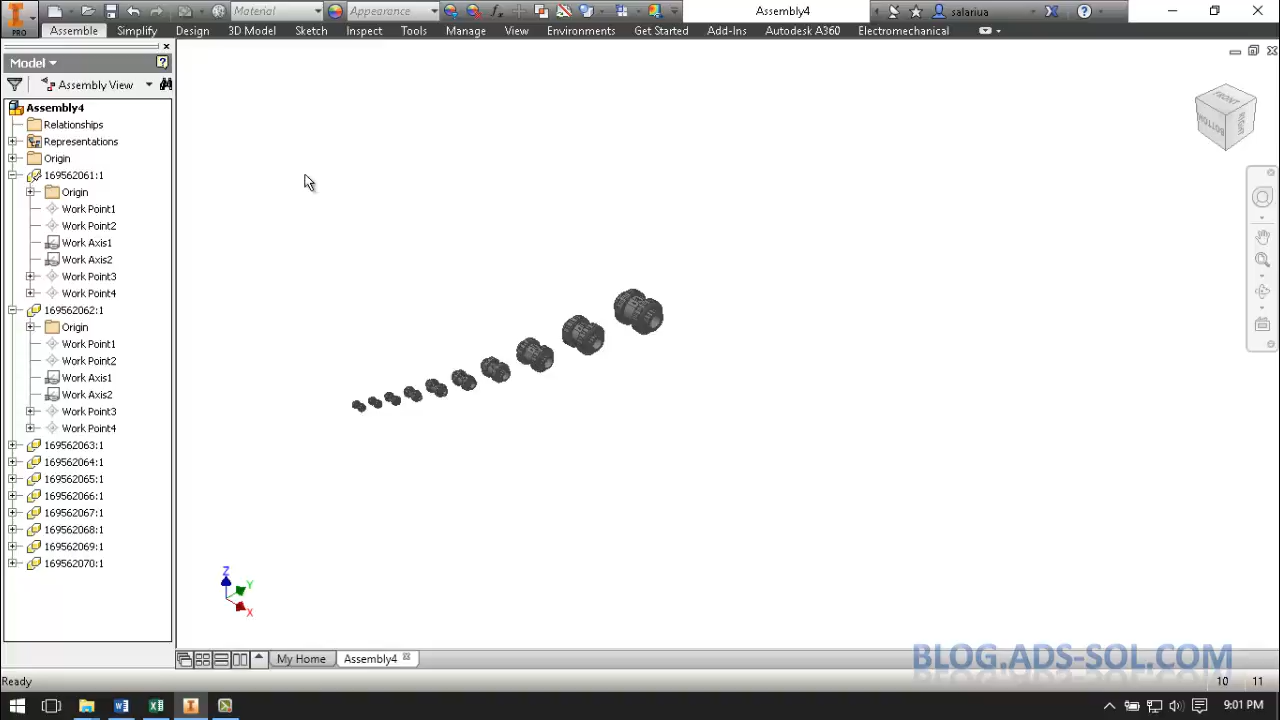 Material
Appearance
Assembly4
salariua
PRO
Assemble Simplify Design 3D Model Sketch Inspect Tools Manage View Environments Get Started Add-Ins Autodesk A360 Electromechanical
Model
Assembly View
Assembly4
Relationships
Representations
Origin
169562061:1
Origin
Work Point1
Work Point2
Work Axis1
Work Axis2
Work Point3
Work Point4
169562062:1
Origin
Work Point1
Work Point2
Work Axis1
Work Axis2
Work Point3
Work Point4
169562063:1
169562064:1
169562065:1
169562066:1
169562067:1
169562068:1
169562069:1
169562070:1
FRONT
BOTTOM
RIGHT
Z
Y
X
My Home
Assembly4
BLOG.ADS-SOL.COM
Ready
10 11
9:01 PM